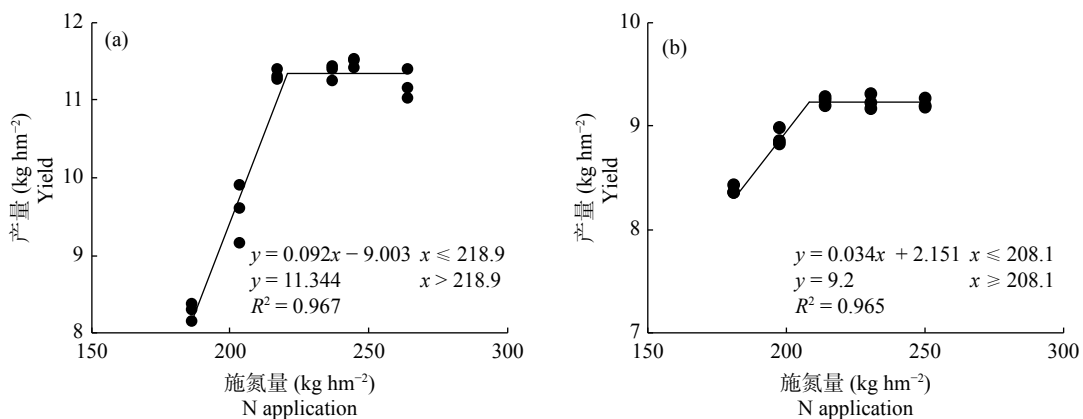 12
11
10
9
8
150
200
250
300
(a)
产量 (kg hm⁻²)
Yield
y = 0.092x − 9.003 x ⩽ 218.9
y = 11.344 x > 218.9
R² = 0.967
施氮量 (kg hm⁻²)
N application
10
9
8
7
150
200
250
300
(b)
产量 (kg hm⁻²)
Yield
y = 0.034x + 2.151 x ⩽ 208.1
y = 9.2 x ⩾ 208.1
R² = 0.965
施氮量 (kg hm⁻²)
N application